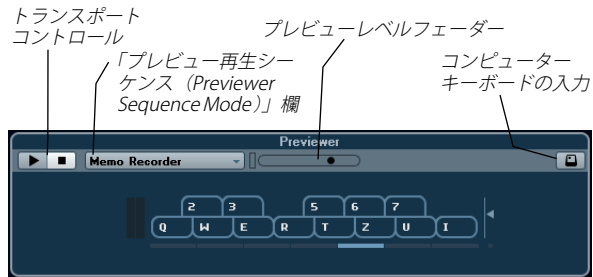 トランスポート
コントロール
「プレビュー再生シー
ケンス（Previewer
Sequence Mode）」欄
プレビューレベルフェーダー
コンピューター
キーボードの入力
Previewer
Memo Recorder
2 3 5 6 7
Q W E R T Z U I